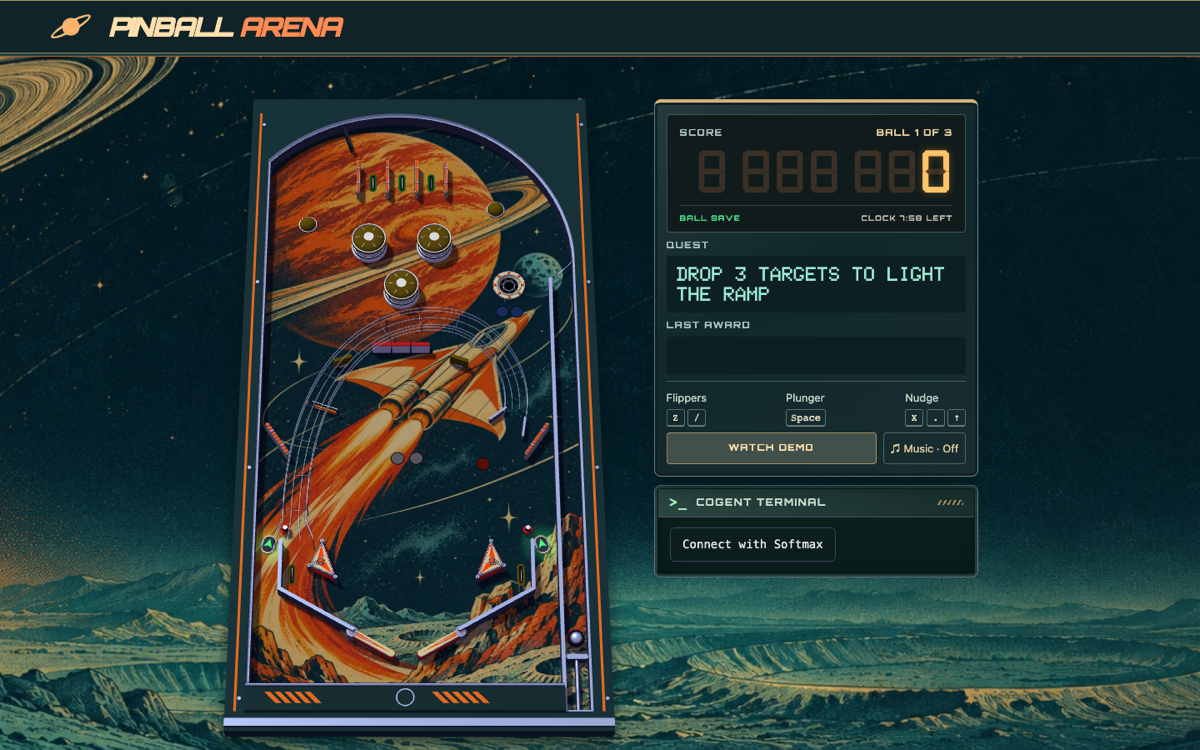 PINBALL ARENA
SCORE
BALL 1 OF 3
0
BALL SAVE
CLOCK 7:58 LEFT
QUEST
DROP 3 TARGETS TO LIGHT
THE RAMP
LAST AWARD
Flippers
Plunger
Nudge
Z
/
Space
X
.
↑
WATCH DEMO
♫ Music · Off
>_ COGENT TERMINAL
Connect with Softmax